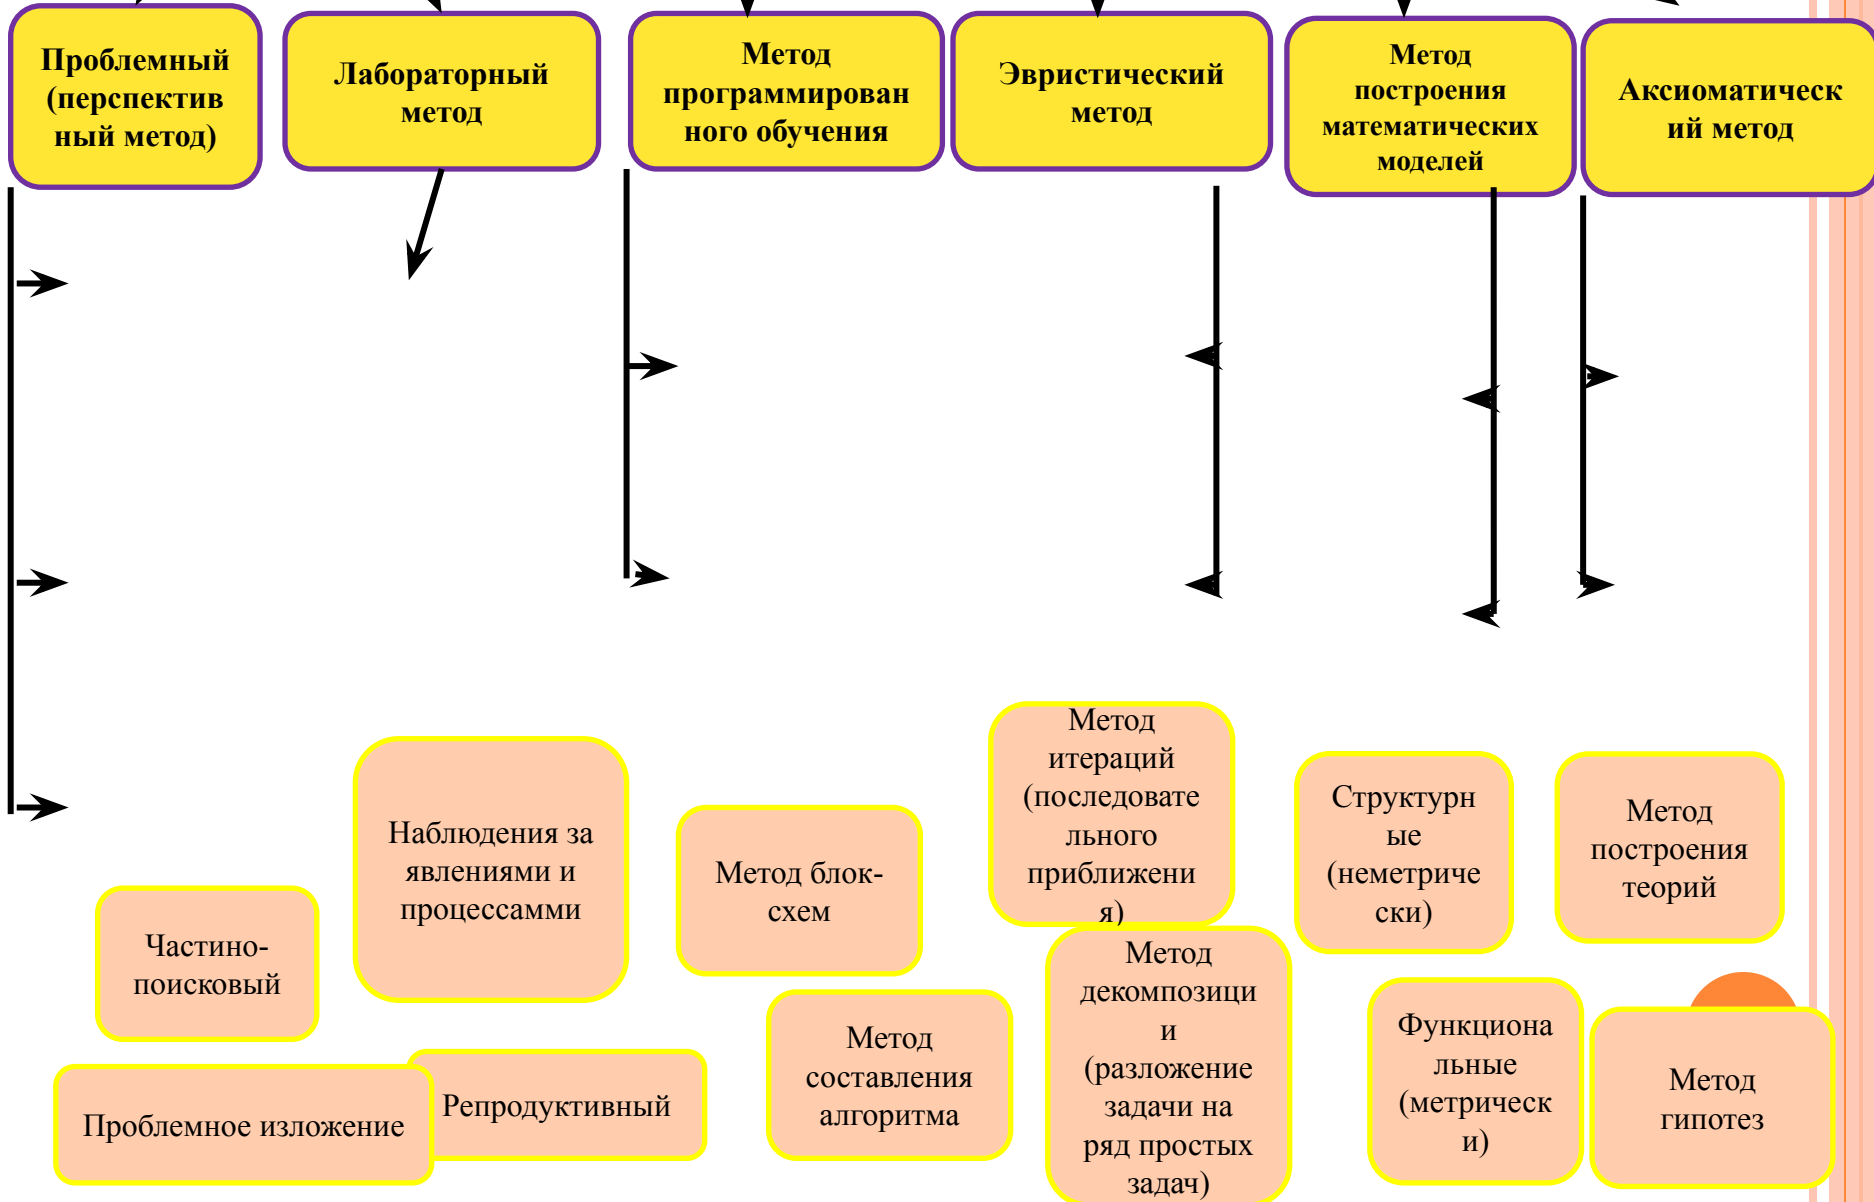 Проблемный
(перспектив
ный метод)
Лабораторный
метод
Метод
программирован
ного обучения
Эвристический
метод
Метод
построения
математических
моделей
Аксиоматическ
ий метод
Метод
итераций
(последовате
льного
приближени
я)
Наблюдения за
явлениями и
процессамми
Структурн
ые
(неметриче
ски)
Метод
построения
теорий
Метод блок-
схем
Частино-
поисковый
Метод
декомпозици
и
(разложение
задачи на
ряд простых
задач)
Метод
составления
алгоритма
Функциона
льные
(метрическ
и)
Метод
гипотез
Проблемное изложение
Репродуктивный